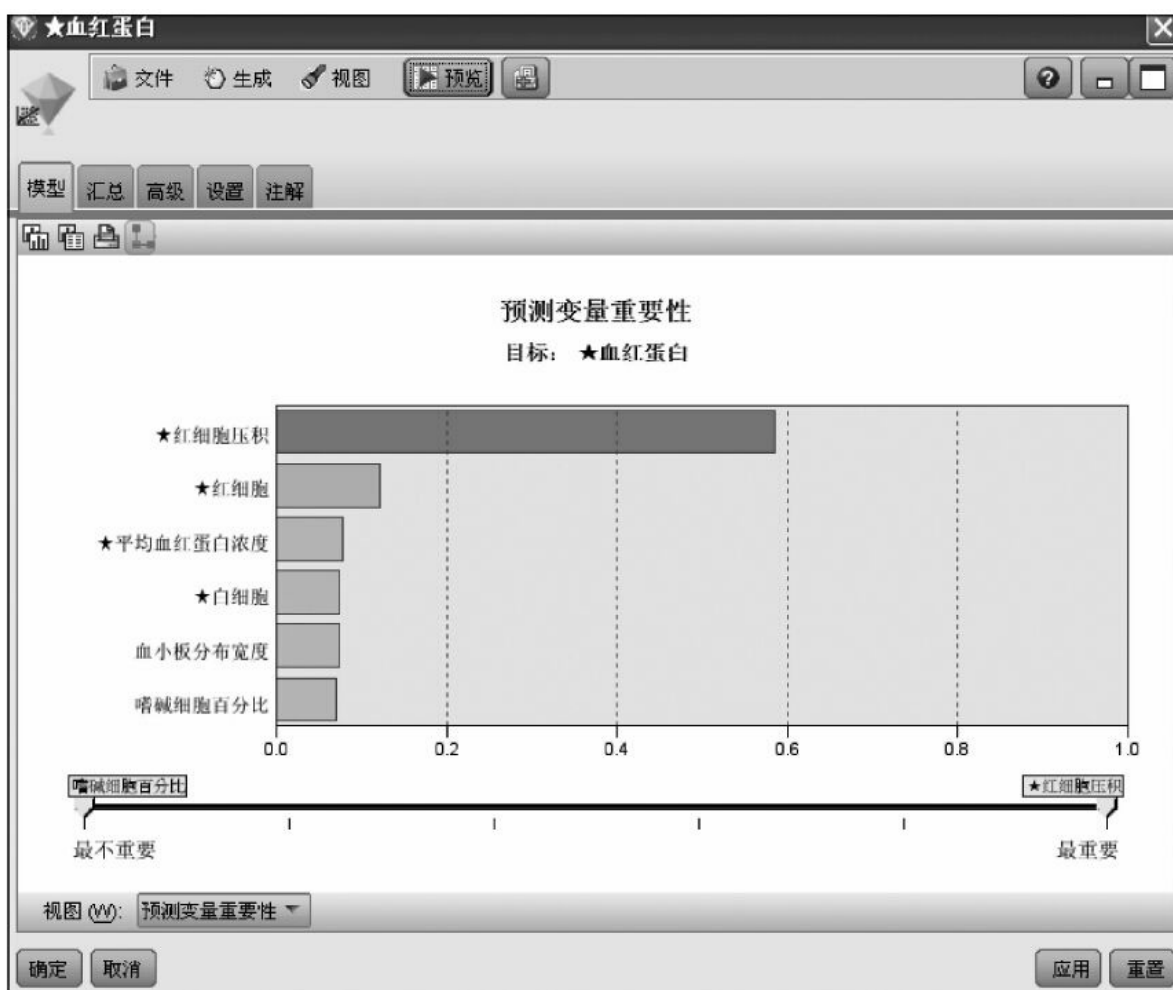 ★血红蛋白
文件 生成 视图 预览
模型 汇总 高级 设置 注解
预测变量重要性
目标： ★血红蛋白
★红细胞压积
★红细胞
★平均血红蛋白浓度
★白细胞
血小板分布宽度
嗜碱细胞百分比
0.0 0.2 0.4 0.6 0.8 1.0
嗜碱细胞百分比 ★红细胞压积
最不重要 最重要
视图 (W): 预测变量重要性
确定 取消 应用 重置